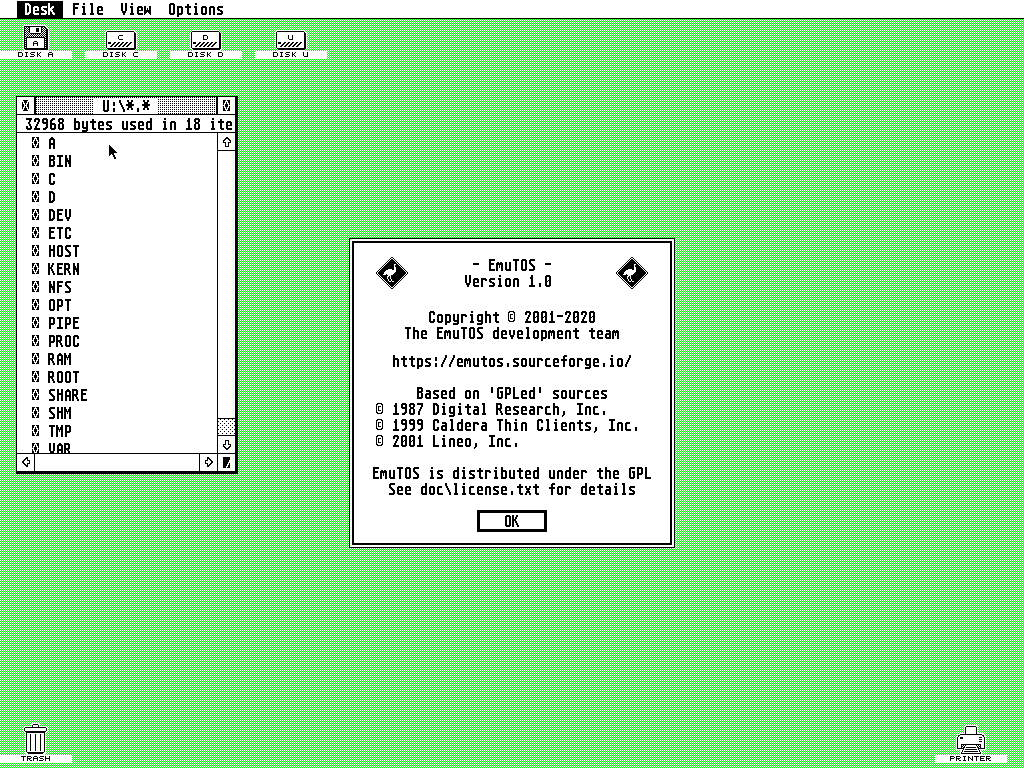 Desk File View Options
A
C
D
U
DISK A
DISK C
DISK D
DISK U
U:\*.*
32968 bytes used in 18 ite
A
BIN
C
D
DEV
ETC
HOST
KERN
NFS
OPT
PIPE
PROC
RAM
ROOT
SHARE
SHM
TMP
VAR
- EmuTOS -
Version 1.0
Copyright © 2001-2020
The EmuTOS development team
https://emutos.sourceforge.io/
Based on 'GPLed' sources
© 1987 Digital Research, Inc.
© 1999 Caldera Thin Clients, Inc.
© 2001 Lineo, Inc.
EmuTOS is distributed under the GPL
See doc\license.txt for details
OK
TRASH
PRINTER